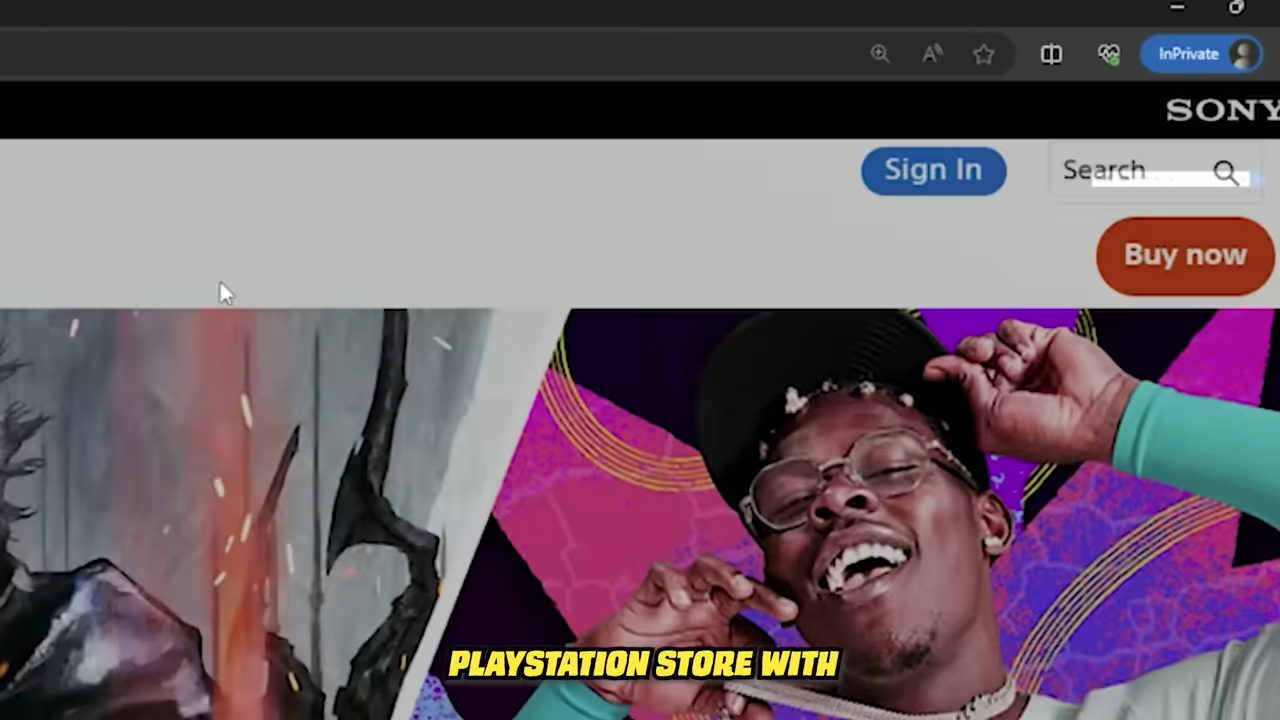 InPrivate
SONY
Sign In
Search
Buy now
PLAYSTATION STORE WITH